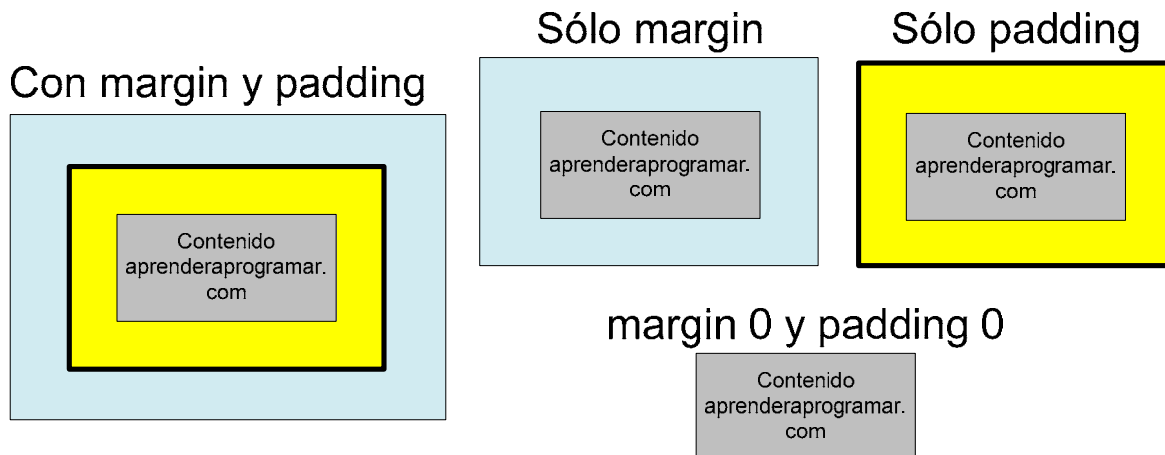 Con margin y padding
Contenido
aprenderaprogramar.
com
Sólo margin
Contenido
aprenderaprogramar.
com
Sólo padding
Contenido
aprenderaprogramar.
com
margin 0 y padding 0
Contenido
aprenderaprogramar.
com